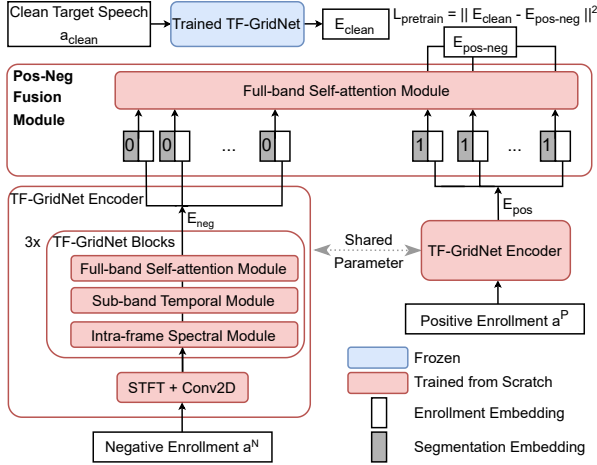 Clean Target Speech
a_clean
Trained TF-GridNet
E_clean
L_pretrain = || E_clean - E_pos-neg ||²
E_pos-neg
Pos-Neg
Fusion
Module
Full-band Self-attention Module
0 0 ... 0 1 1 ... 1
TF-GridNet Encoder
E_neg
E_pos
3x TF-GridNet Blocks
Full-band Self-attention Module
Sub-band Temporal Module
Intra-frame Spectral Module
STFT + Conv2D
Negative Enrollment a^N
Shared
Parameter
TF-GridNet Encoder
Positive Enrollment a^P
Frozen
Trained from Scratch
Enrollment Embedding
Segmentation Embedding